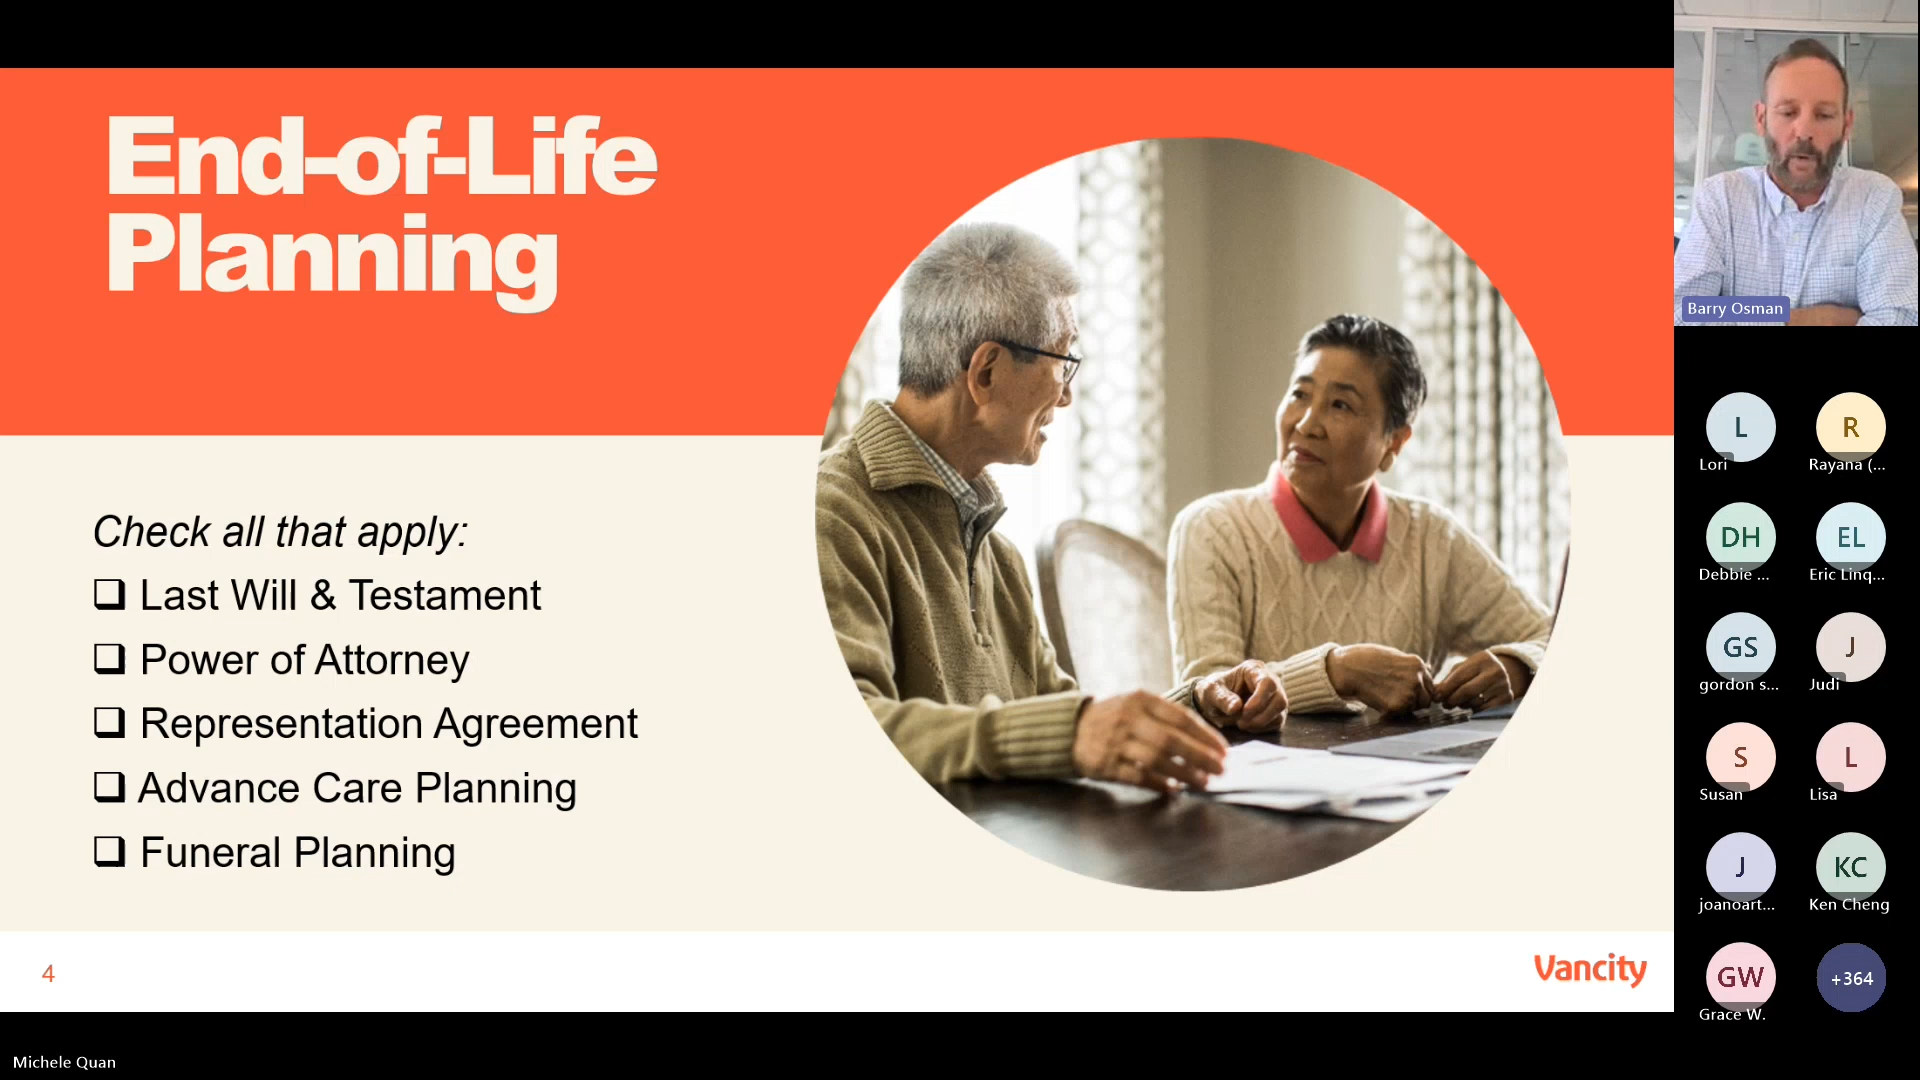 End-of-Life
Planning
Check all that apply:
Last Will & Testament
Power of Attorney
Representation Agreement
Advance Care Planning
Funeral Planning
4
Vancity
Michele Quan
Barry Osman
L
Lori
R
Rayana (...
DH
Debbie ...
EL
Eric Linq...
GS
gordon s...
J
Judi
S
Susan
L
Lisa
J
joanoart...
KC
Ken Cheng
GW
Grace W.
+364